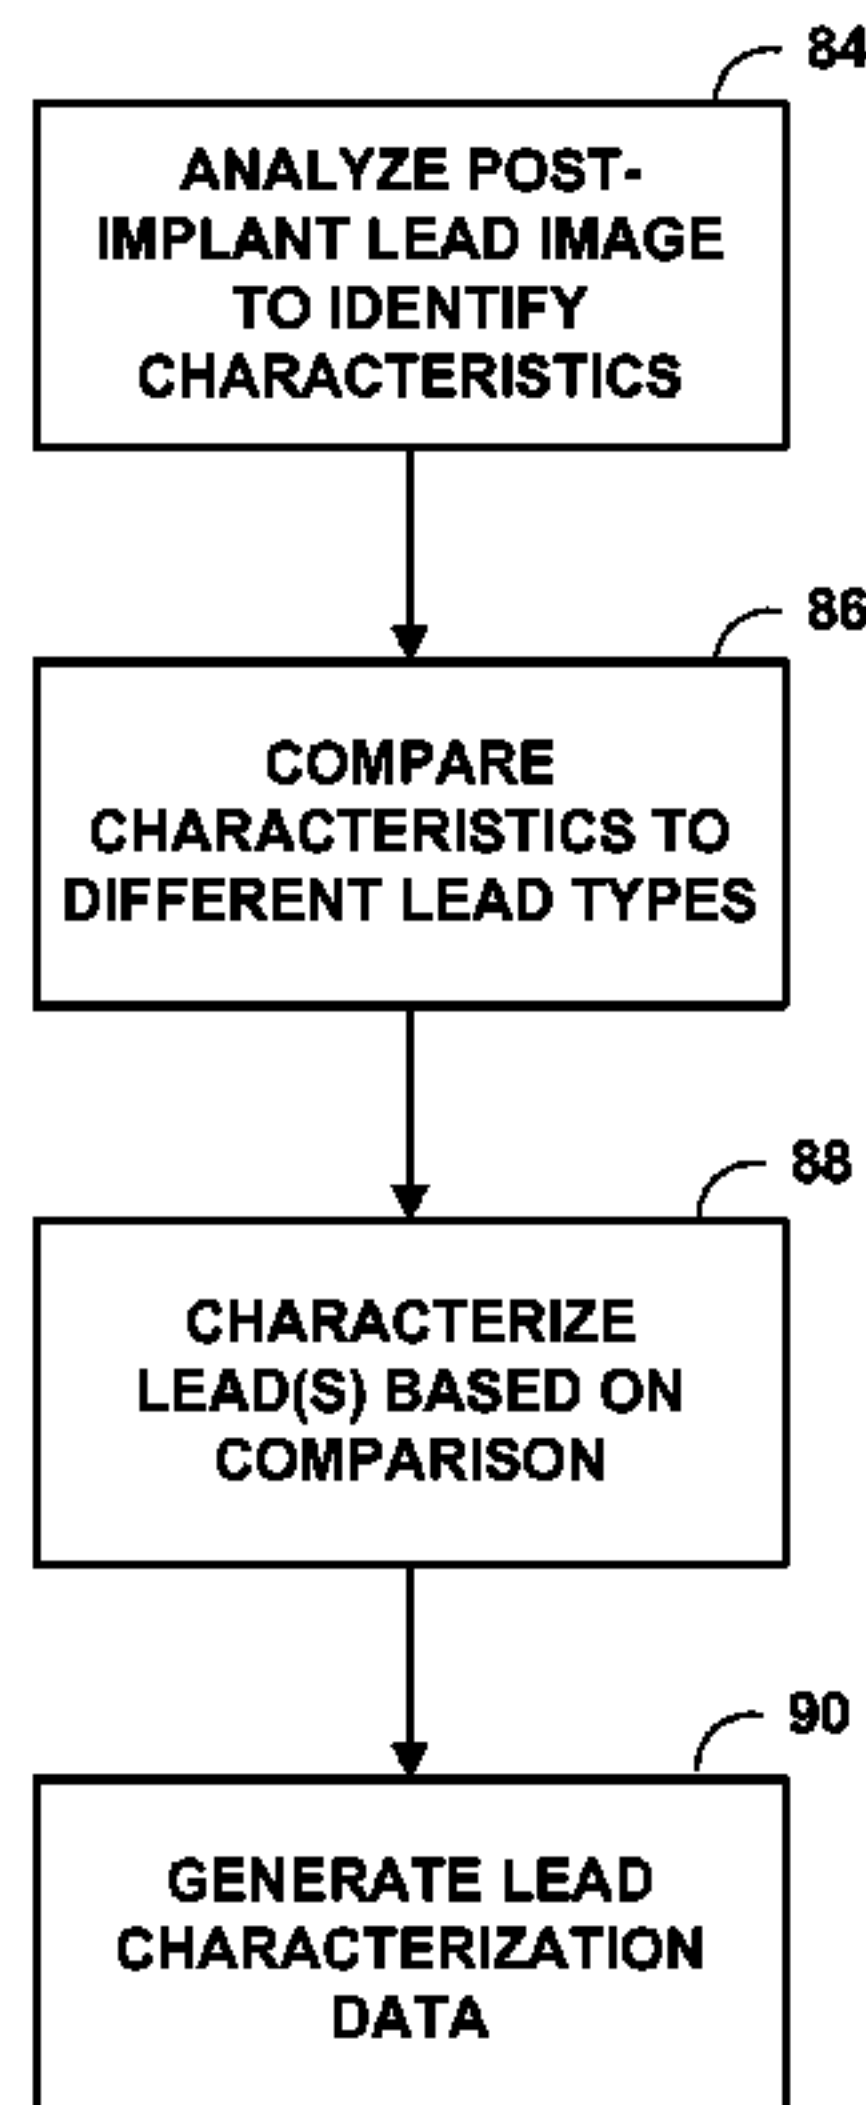 84
ANALYZE POST-
IMPLANT LEAD IMAGE
TO IDENTIFY
CHARACTERISTICS
86
COMPARE
CHARACTERISTICS TO
DIFFERENT LEAD TYPES
88
CHARACTERIZE
LEAD(S) BASED ON
COMPARISON
90
GENERATE LEAD
CHARACTERIZATION
DATA